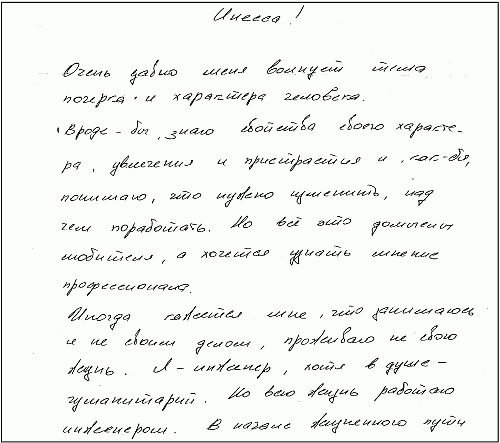 Инесса!
Очень давно меня волнует тема
почерка и характера человека.
Вроде-бы, знаю свойства своего характе-
ра, увлечения и пристрастия и, как-бы,
понимаю, что нужно изменить, над
чем поработать. Но всё это домыслы
любителя, а хочется узнать мнение
профессионала.
Иногда кажется мне, что занимаюсь
я не своим делом, проживаю не свою
жизнь. Я - инженер, хотя в душе -
гуманитарий. Но всю жизнь работаю
инженером. В начале жизненного пути